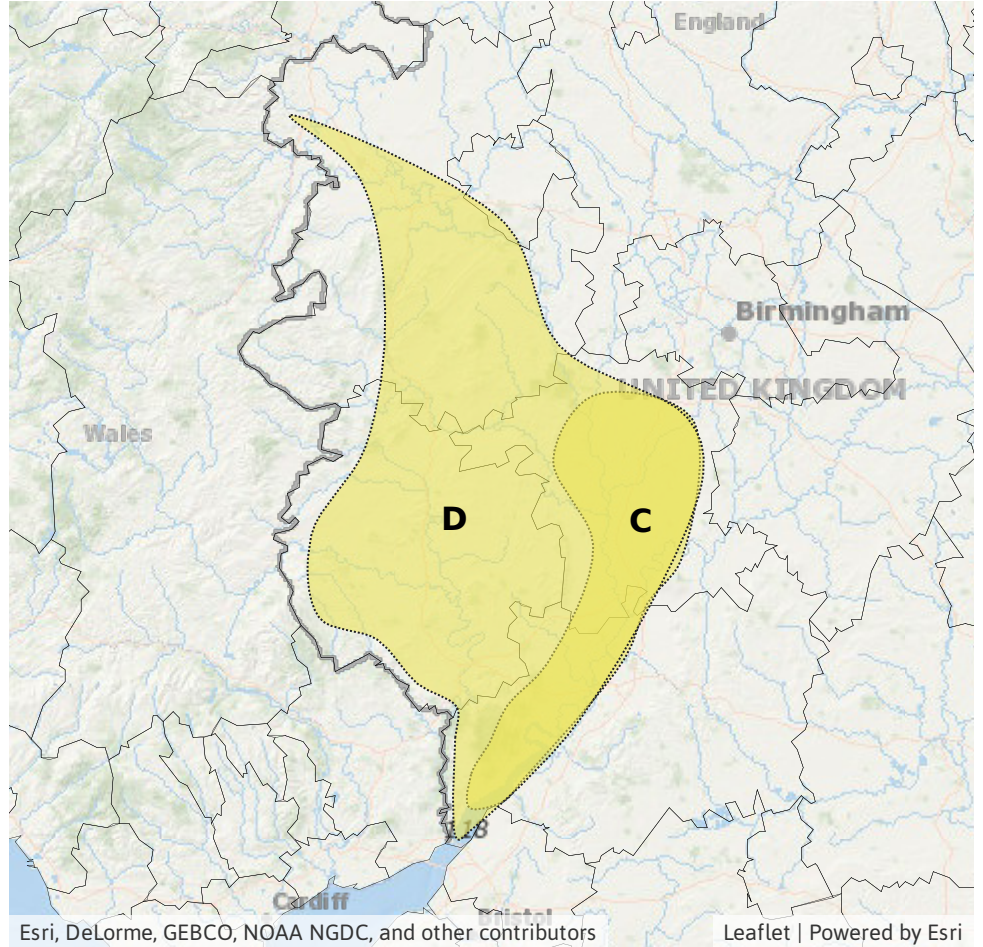 England
Birmingham
UNITED KINGDOM
Wales
D
C
Cardiff
Bristol
Esri, DeLorme, GEBCO, NOAA NGDC, and other contributors
Leaflet | Powered by Esri